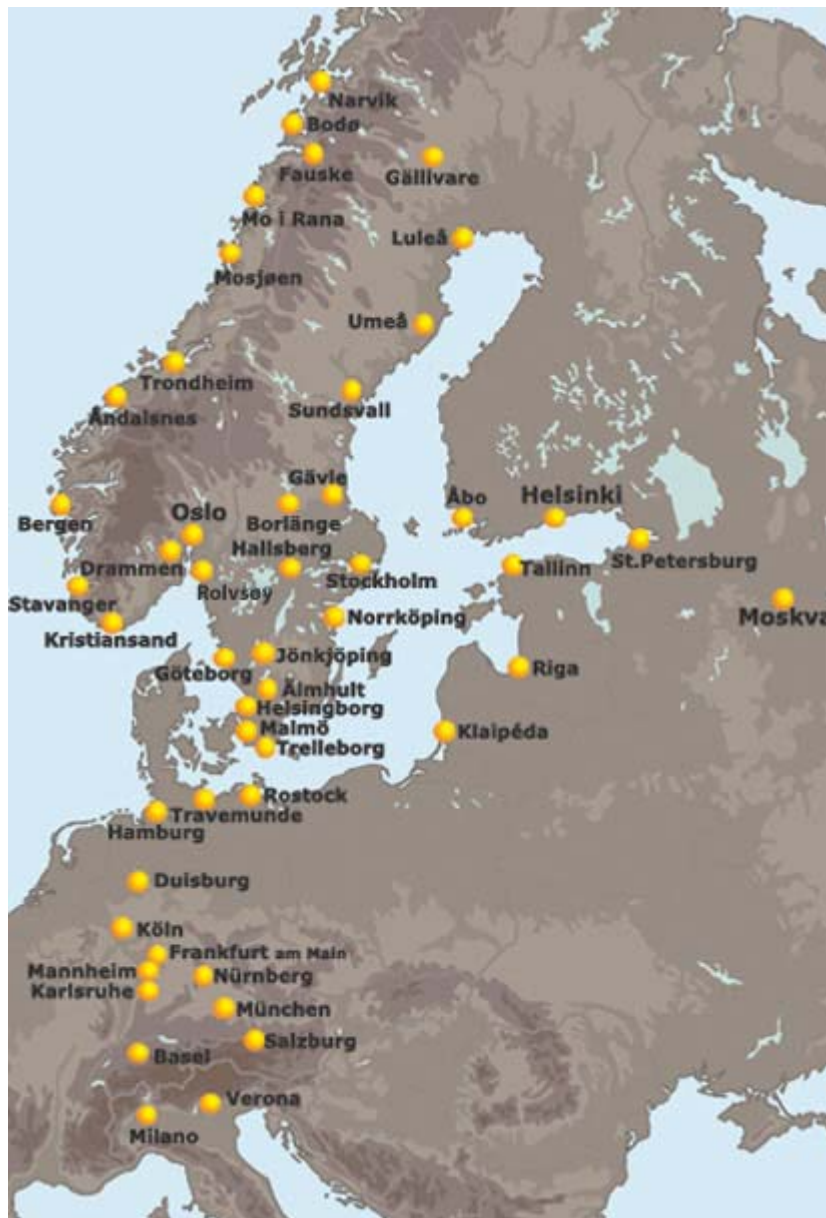 Narvik
Bodø
Fauske
Gällivare
Mo i Rana
Luleå
Mosjøen
Umeå
Trondheim
Åndalsnes
Sundsvall
Gävle
Åbo
Helsinki
Bergen
Oslo
Borlänge
Hallsberg
Drammen
Stockholm
Tallinn
St.Petersburg
Stavanger
Rolvsøy
Moskva
Kristiansand
Norrköping
Göteborg
Jönkjöping
Riga
Älmhult
Helsingborg
Malmö
Klaipéda
Trelleborg
Rostock
Travemunde
Hamburg
Duisburg
Köln
Frankfurt am Main
Mannheim
Nürnberg
Karlsruhe
München
Salzburg
Basel
Verona
Milano